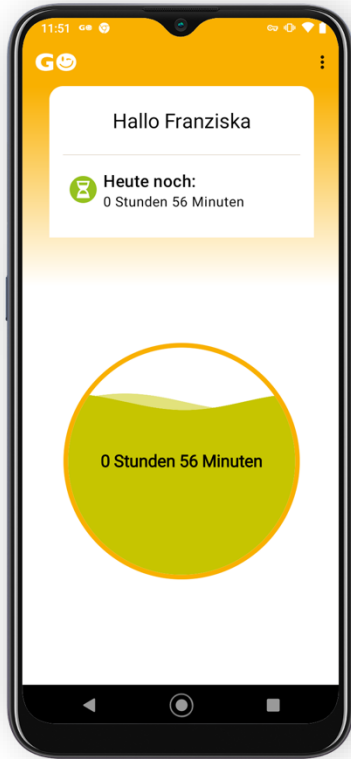 11:51
GO
Hallo Franziska
Heute noch:
0 Stunden 56 Minuten
0 Stunden 56 Minuten